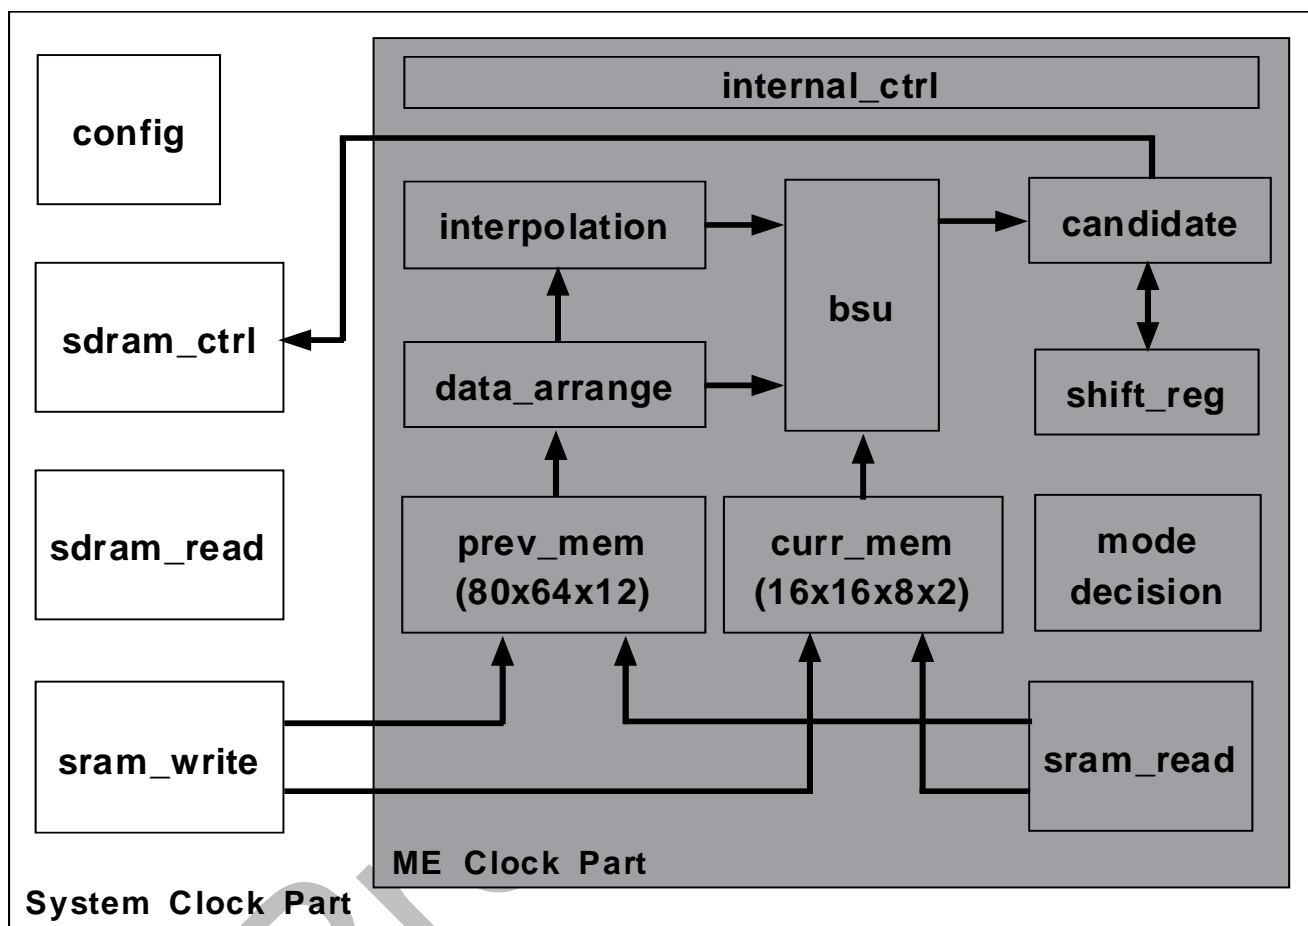 internal_ctrl
config
interpolation
candidate
bsu
sdram_ctrl
data_arrange
shift_reg
sdram_read
prev_mem
(80x64x12)
curr_mem
(16x16x8x2)
mode
decision
sram_write
sram_read
ME Clock Part
System Clock Part